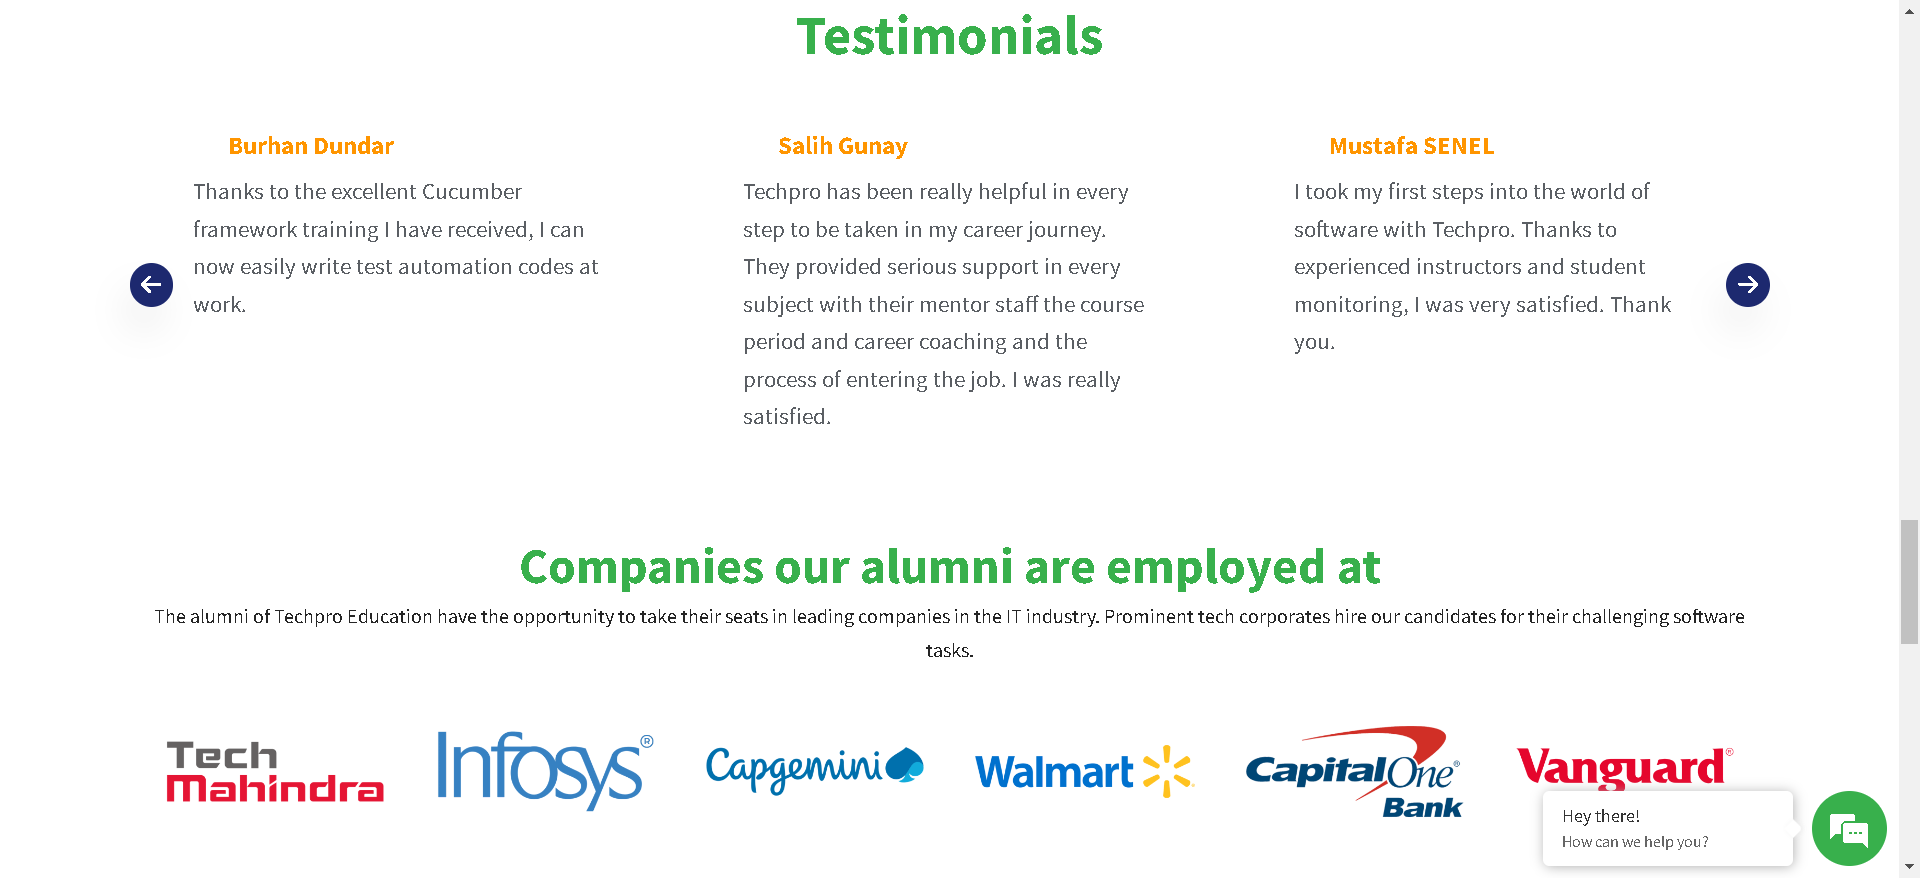 Testimonials
Burhan Dundar
Thanks to the excellent Cucumber
framework training I have received, I can
now easily write test automation codes at
work.
Salih Gunay
Techpro has been really helpful in every
step to be taken in my career journey.
They provided serious support in every
subject with their mentor staff the course
period and career coaching and the
process of entering the job. I was really
satisfied.
Mustafa SENEL
I took my first steps into the world of
software with Techpro. Thanks to
experienced instructors and student
monitoring, I was very satisfied. Thank
you.
Companies our alumni are employed at
The alumni of Techpro Education have the opportunity to take their seats in leading companies in the IT industry. Prominent tech corporates hire our candidates for their challenging software
tasks.
Tech
Mahindra
Infosys®
Capgemini
Walmart
Capital One®
Bank
Vanguard®
Hey there!
How can we help you?